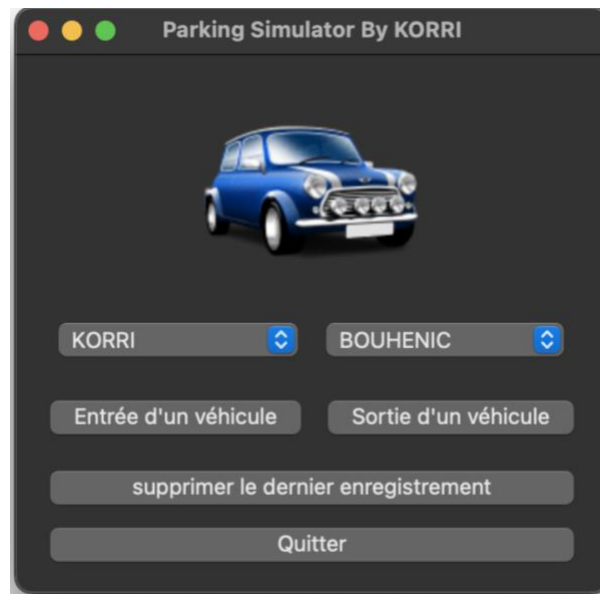 Parking Simulator By KORRI
KORRI
BOUHENIC
Entrée d'un véhicule
Sortie d'un véhicule
supprimer le dernier enregistrement
Quitter